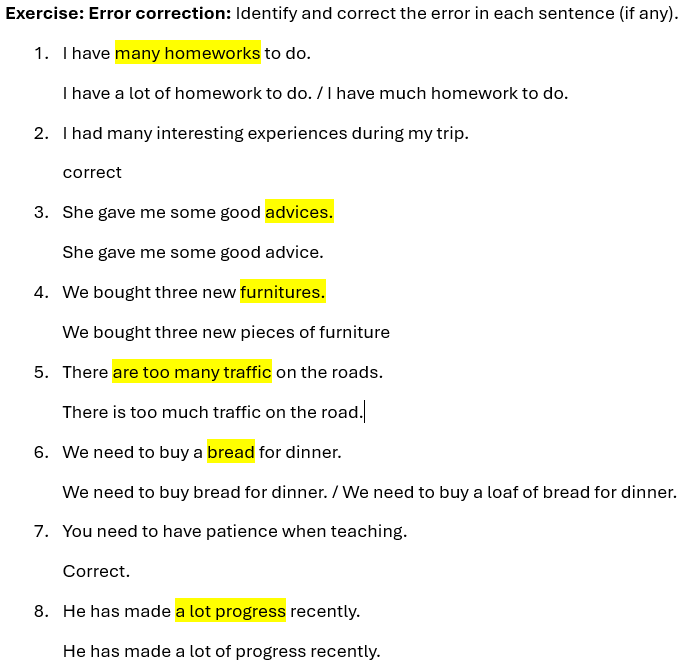 Exercise: Error correction: Identify and correct the error in each sentence (if any).
1. I have many homeworks to do.
I have a lot of homework to do. / I have much homework to do.
2. I had many interesting experiences during my trip.
correct
3. She gave me some good advices.
She gave me some good advice.
4. We bought three new furnitures.
We bought three new pieces of furniture
5. There are too many traffic on the roads.
There is too much traffic on the road.
6. We need to buy a bread for dinner.
We need to buy bread for dinner. / We need to buy a loaf of bread for dinner.
7. You need to have patience when teaching.
Correct.
8. He has made a lot progress recently.
He has made a lot of progress recently.